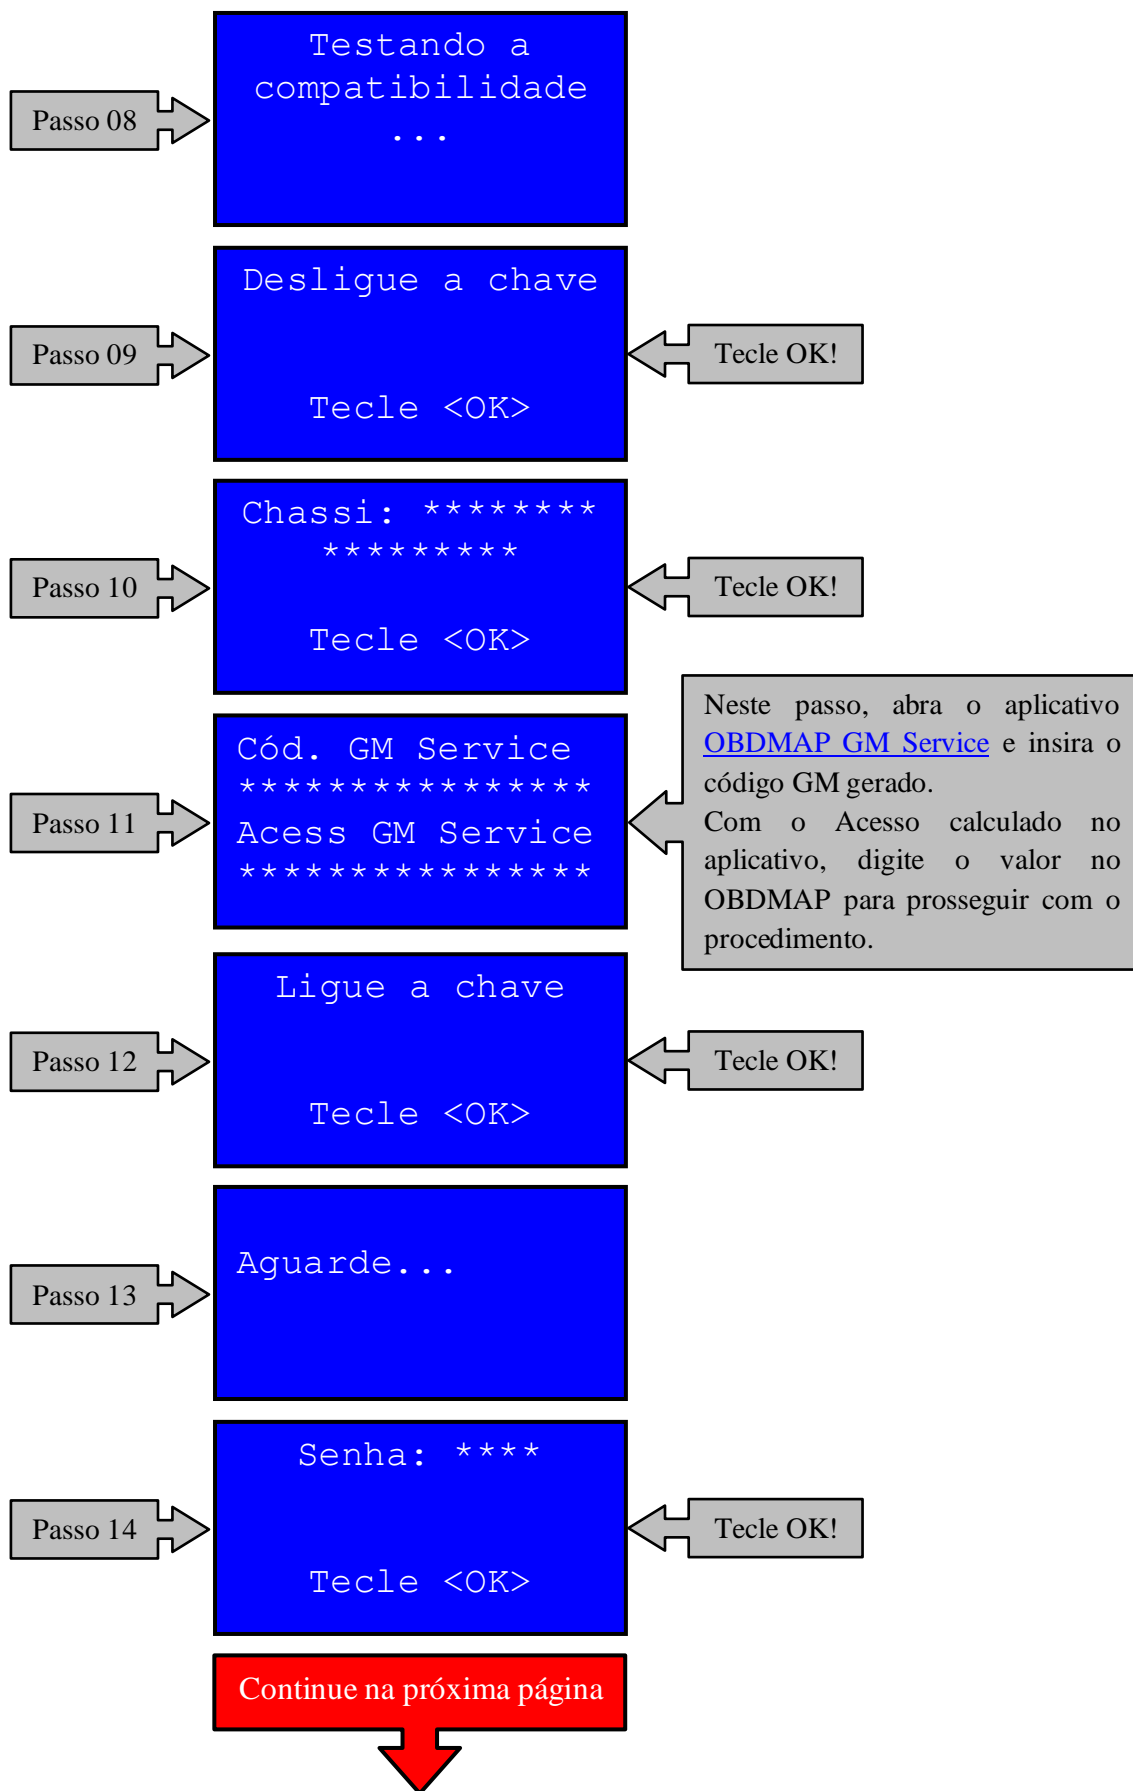 Passo 08
Testando a
compatibilidade
...
Passo 09
Desligue a chave
Tecle <OK>
Tecle OK!
Passo 10
Chassi: ********
*********
Tecle <OK>
Tecle OK!
Passo 11
Cód. GM Service
****************
Acess GM Service
****************
Neste passo, abra o aplicativo
OBDMAP GM Service e insira o
código GM gerado.
Com o Acesso calculado no
aplicativo, digite o valor no
OBDMAP para prosseguir com o
procedimento.
Passo 12
Ligue a chave
Tecle <OK>
Tecle OK!
Passo 13
Aguarde...
Passo 14
Senha: ****
Tecle <OK>
Tecle OK!
Continue na próxima página